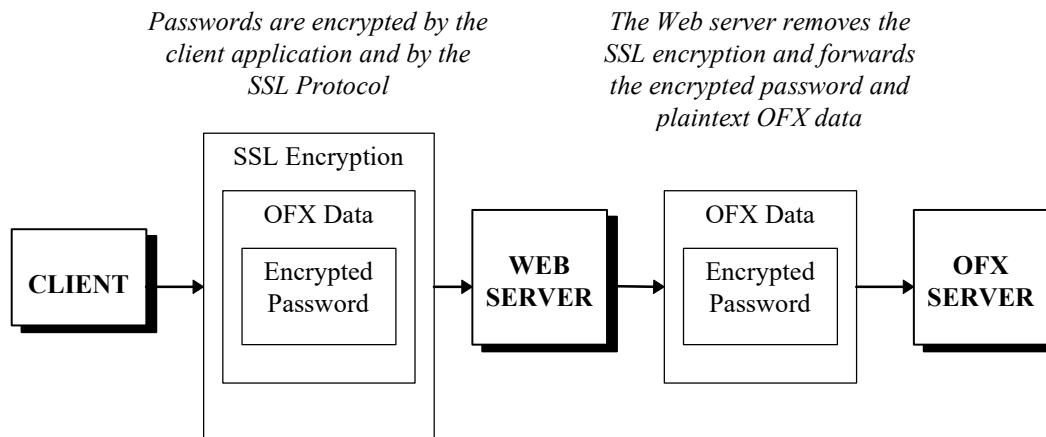 Passwords are encrypted by the
client application and by the
SSL Protocol
The Web server removes the
SSL encryption and forwards
the encrypted password and
plaintext OFX data
SSL Encryption
OFX Data
Encrypted
Password
CLIENT
WEB
SERVER
OFX Data
Encrypted
Password
OFX
SERVER